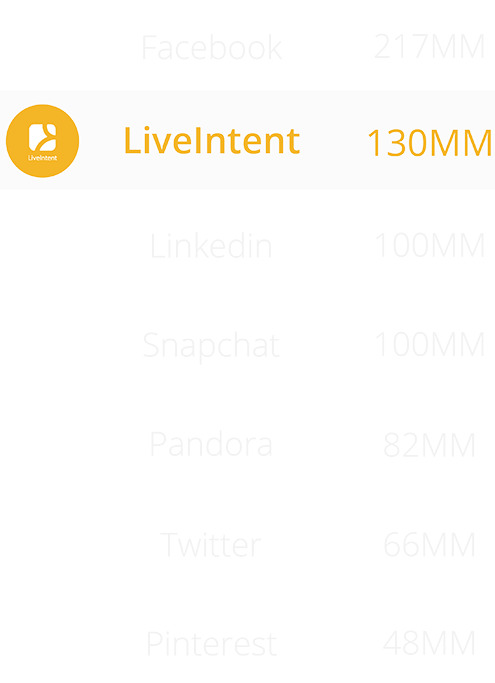 Facebook 217MM
LiveIntent
LiveIntent 130MM
Linkedin 100MM
Snapchat 100MM
Pandora 82MM
Twitter 66MM
Pinterest 48MM